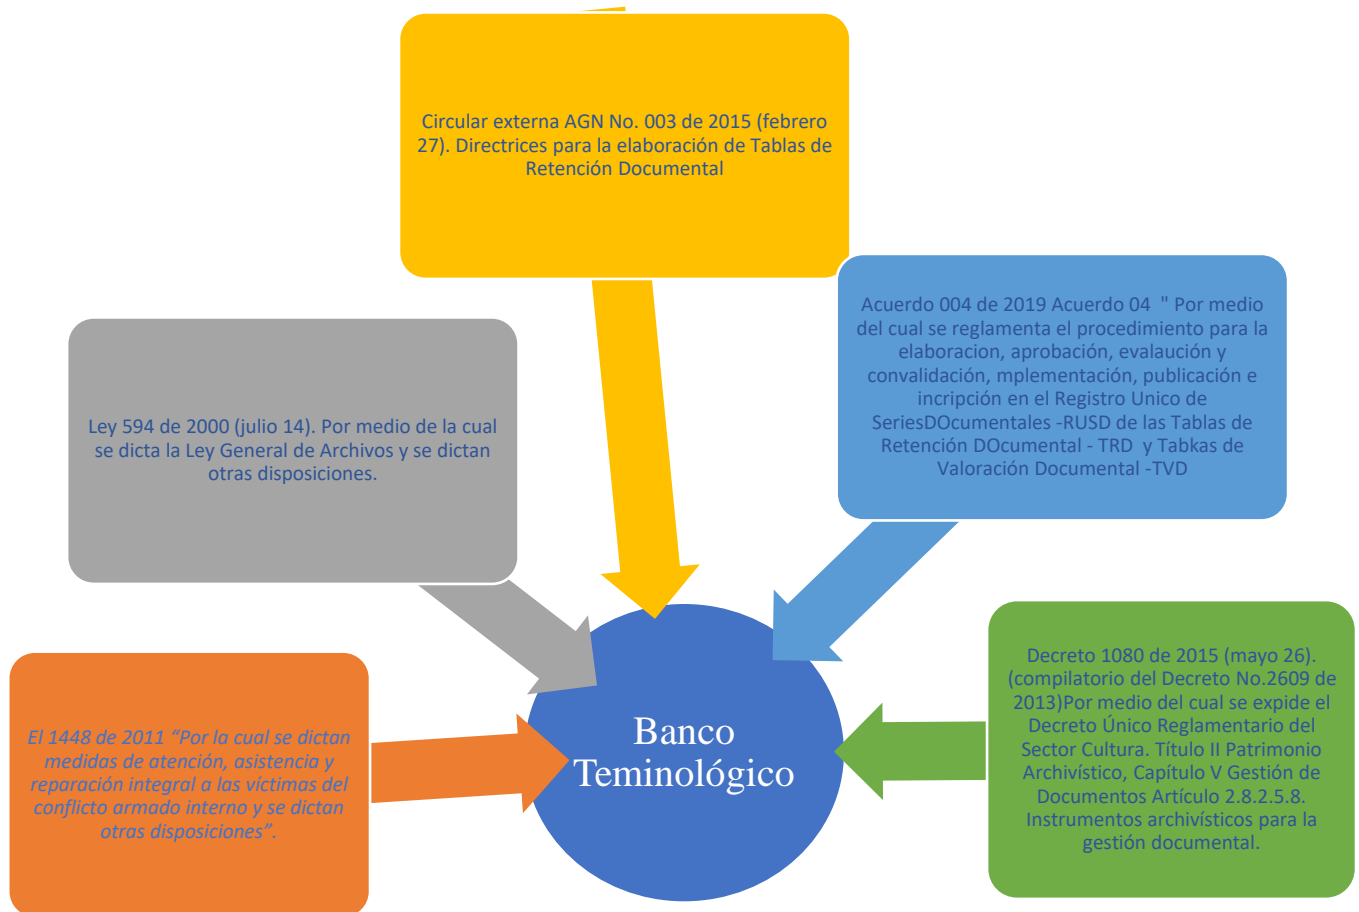 Circular externa AGN No. 003 de 2015 (febrero
27). Directrices para la elaboración de Tablas de
Retención Documental
Acuerdo 004 de 2019 Acuerdo 04 " Por medio
del cual se reglamenta el procedimiento para la
elaboracion, aprobación, evalaución y
convalidación, mplementación, publicación e
incripción en el Registro Unico de
SeriesDOcumentales -RUSD de las Tablas de
Retención DOcumental - TRD y Tabkas de
Valoración Documental -TVD
Ley 594 de 2000 (julio 14). Por medio de la cual
se dicta la Ley General de Archivos y se dictan
otras disposiciones.
El 1448 de 2011 “Por la cual se dictan
medidas de atención, asistencia y
reparación integral a las víctimas del
conflicto armado interno y se dictan
otras disposiciones”.
Banco
Teminológico
Decreto 1080 de 2015 (mayo 26).
(compilatorio del Decreto No.2609 de
2013)Por medio del cual se expide el
Decreto Único Reglamentario del
Sector Cultura. Título II Patrimonio
Archivístico, Capítulo V Gestión de
Documentos Artículo 2.8.2.5.8.
Instrumentos archivísticos para la
gestión documental.